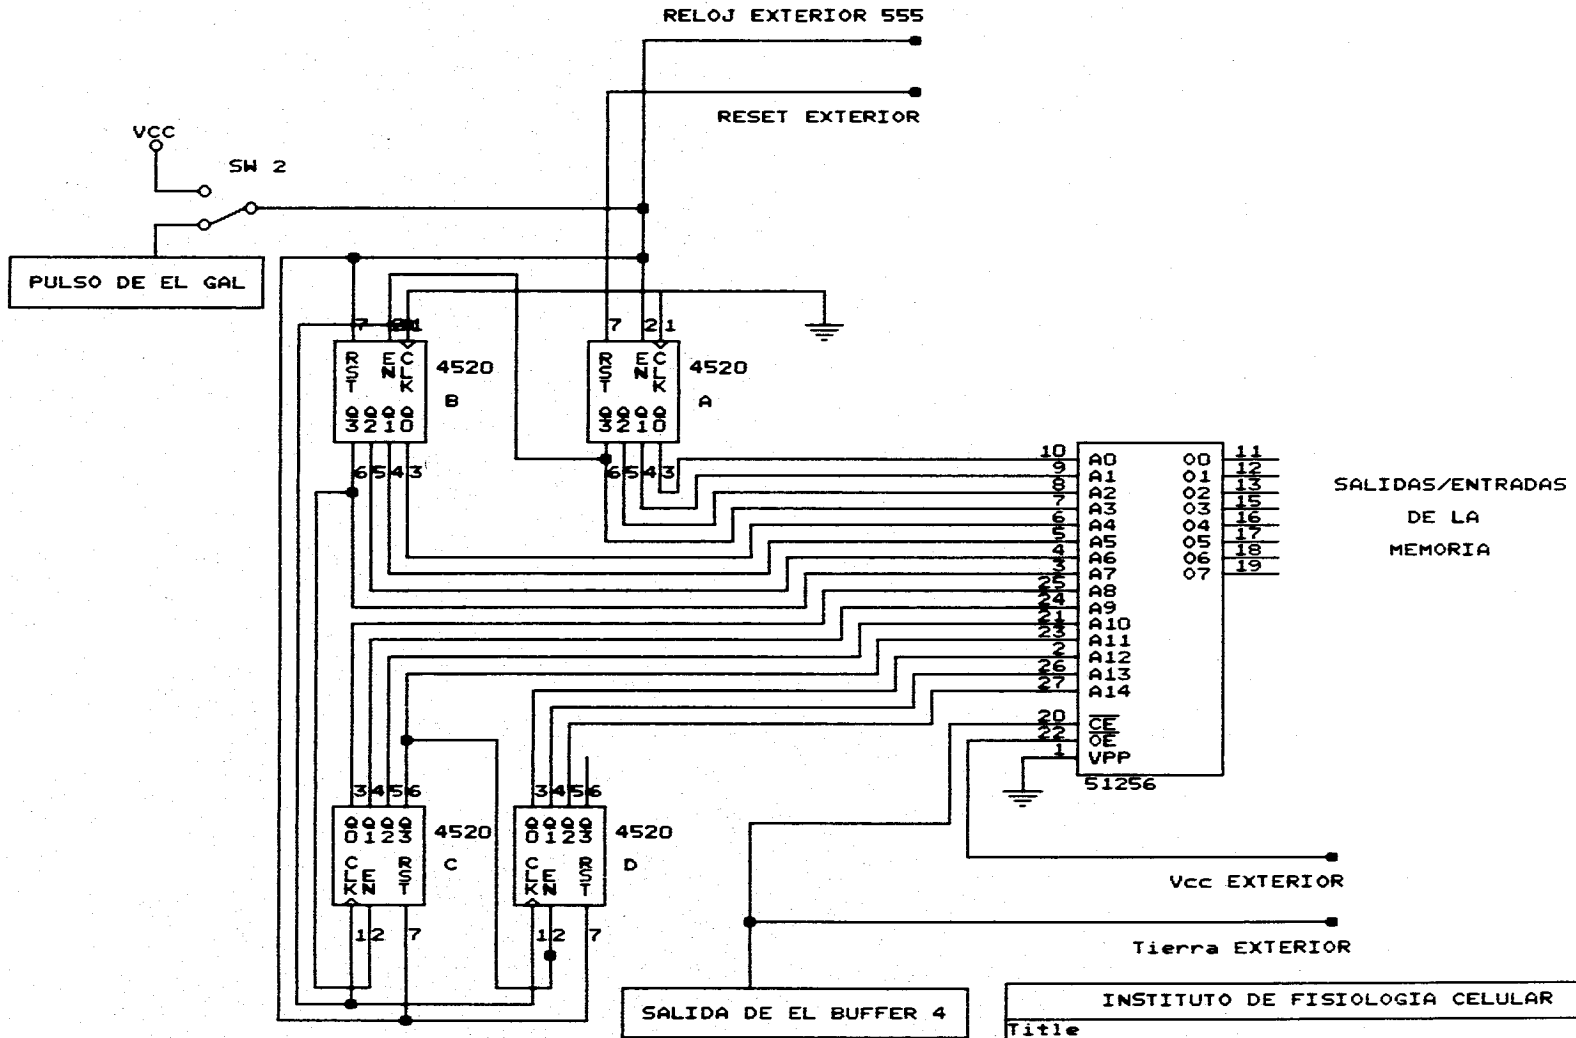 RELOJ EXTERIOR 555
RESET EXTERIOR
VCC
SW 2
PULSO DE EL GAL
7 1
RST EN CLK
4520
B
Q3 Q2 Q1 Q0
6 5 4 3
7 2 1
RST EN CLK
4520
A
Q3 Q2 Q1 Q0
6 5 4 3
10 A0 O0 11
9 A1 O1 12
8 A2 O2 13
7 A3 O3 15
6 A4 O4 16
5 A5 O5 17
4 A6 O6 18
3 A7 O7 19
25 A8
24 A9
21 A10
23 A11
2 A12
26 A13
27 A14
20 CE
22 OE
1 VPP
51256
SALIDAS/ENTRADAS
DE LA
MEMORIA
3 4 5 6
Q0 Q1 Q2 Q3
4520
C
CLK EN RST
1 2 7
3 4 5 6
Q0 Q1 Q2 Q3
4520
D
CLK EN RST
1 2 7
Vcc EXTERIOR
Tierra EXTERIOR
SALIDA DE EL BUFFER 4
INSTITUTO DE FISIOLOGIA CELULAR
Title